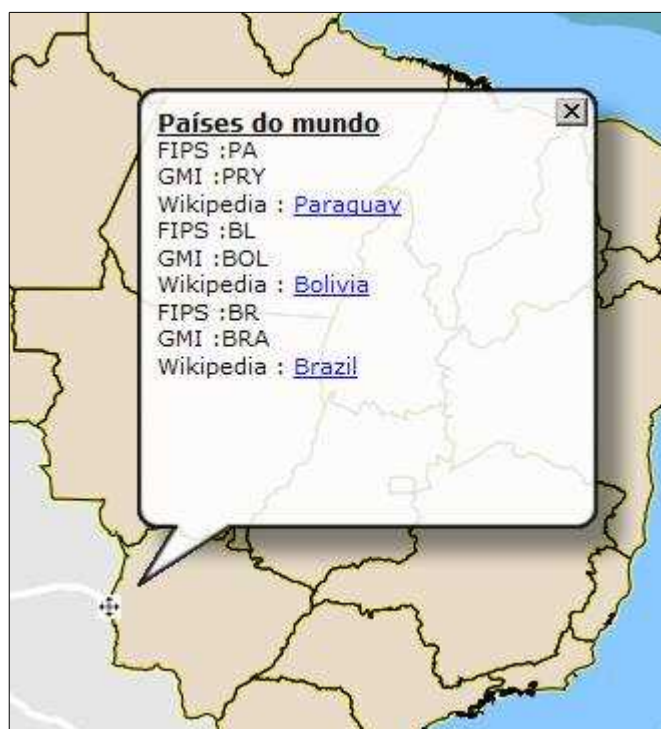 Países do mundo
FIPS :PA
GMI :PRY
Wikipedia : Paraguay
FIPS :BL
GMI :BOL
Wikipedia : Bolivia
FIPS :BR
GMI :BRA
Wikipedia : Brazil